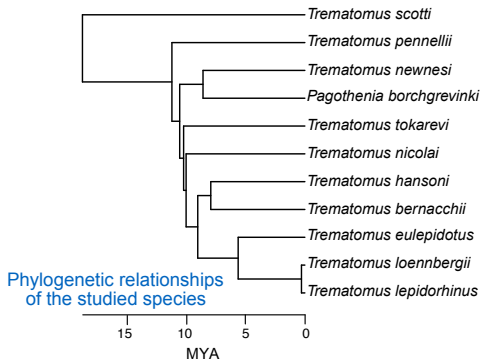 Trematomus scotti
Trematomus pennellii
Trematomus newnesi
Pagothenia borchgrevinki
Trematomus tokarevi
Trematomus nicolai
Trematomus hansoni
Trematomus bernacchii
Trematomus eulepidotus
Trematomus loennbergii
Trematomus lepidorhinus
Phylogenetic relationships
of the studied species
15 10 5 0
MYA